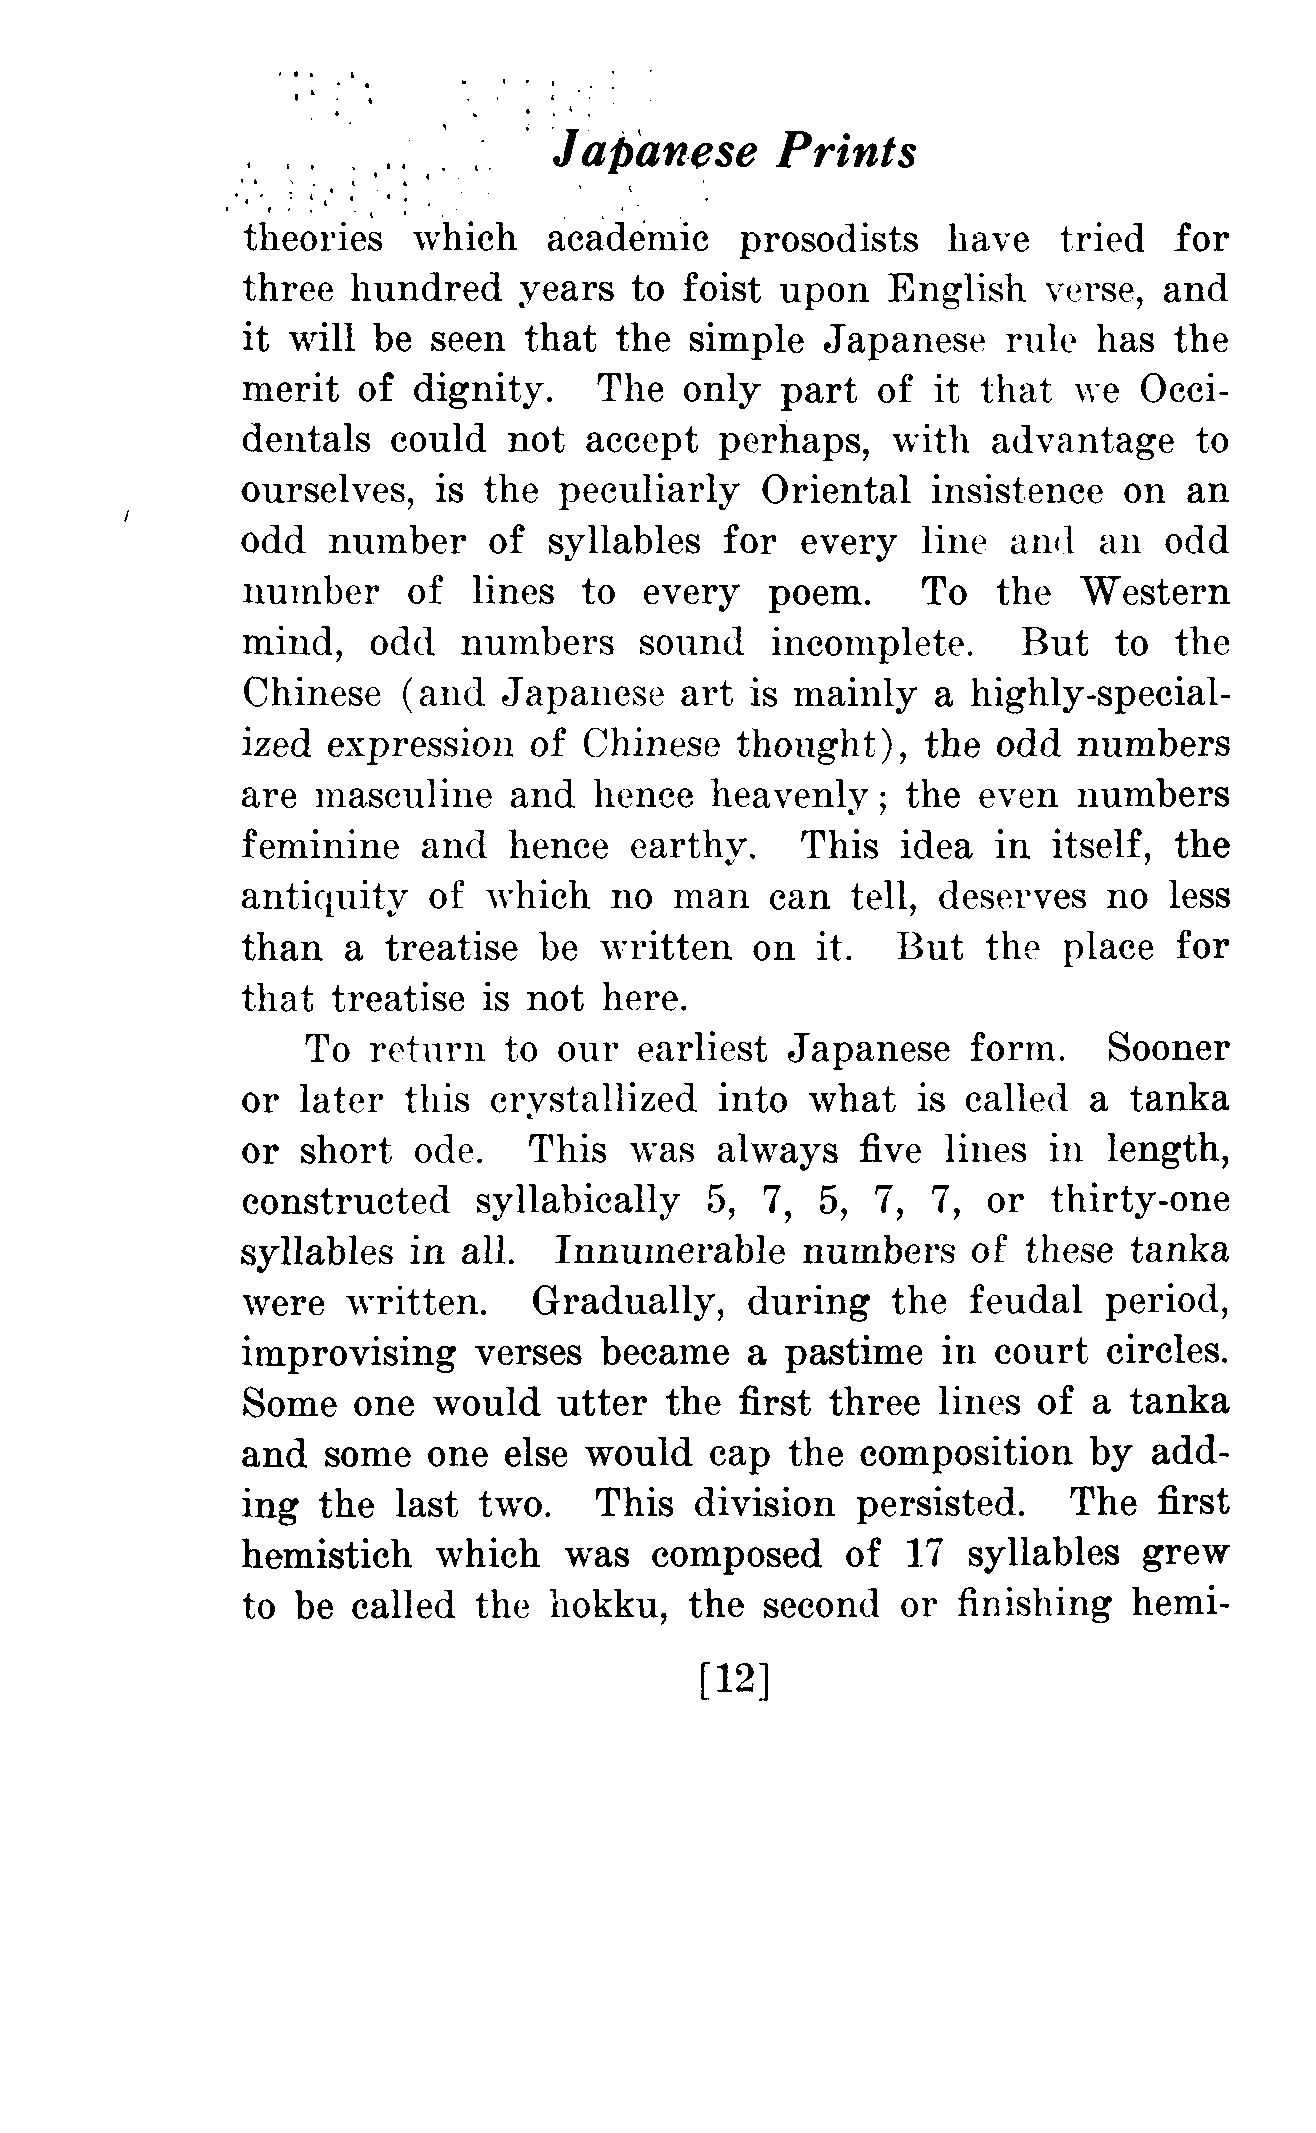 Japanese Prints
theories which academic prosodists have tried for
three hundred years to foist upon English verse, and
it will be seen that the simple Japanese rule has the
merit of dignity. The only part of it that we Occi-
dentals could not accept perhaps, with advantage to
ourselves, is the peculiarly Oriental insistence on an
odd number of syllables for every line and an odd
number of lines to every poem. To the Western
mind, odd numbers sound incomplete. But to the
Chinese (and Japanese art is mainly a highly-special-
ized expression of Chinese thought), the odd numbers
are masculine and hence heavenly; the even numbers
feminine and hence earthy. This idea in itself, the
antiquity of which no man can tell, deserves no less
than a treatise be written on it. But the place for
that treatise is not here.
To return to our earliest Japanese form. Sooner
or later this crystallized into what is called a tanka
or short ode. This was always five lines in length,
constructed syllabically 5, 7, 5, 7, 7, or thirty-one
syllables in all. Innumerable numbers of these tanka
were written. Gradually, during the feudal period,
improvising verses became a pastime in court circles.
Some one would utter the first three lines of a tanka
and some one else would cap the composition by add-
ing the last two. This division persisted. The first
hemistich which was composed of 17 syllables grew
to be called the hokku, the second or finishing hemi-
[12]